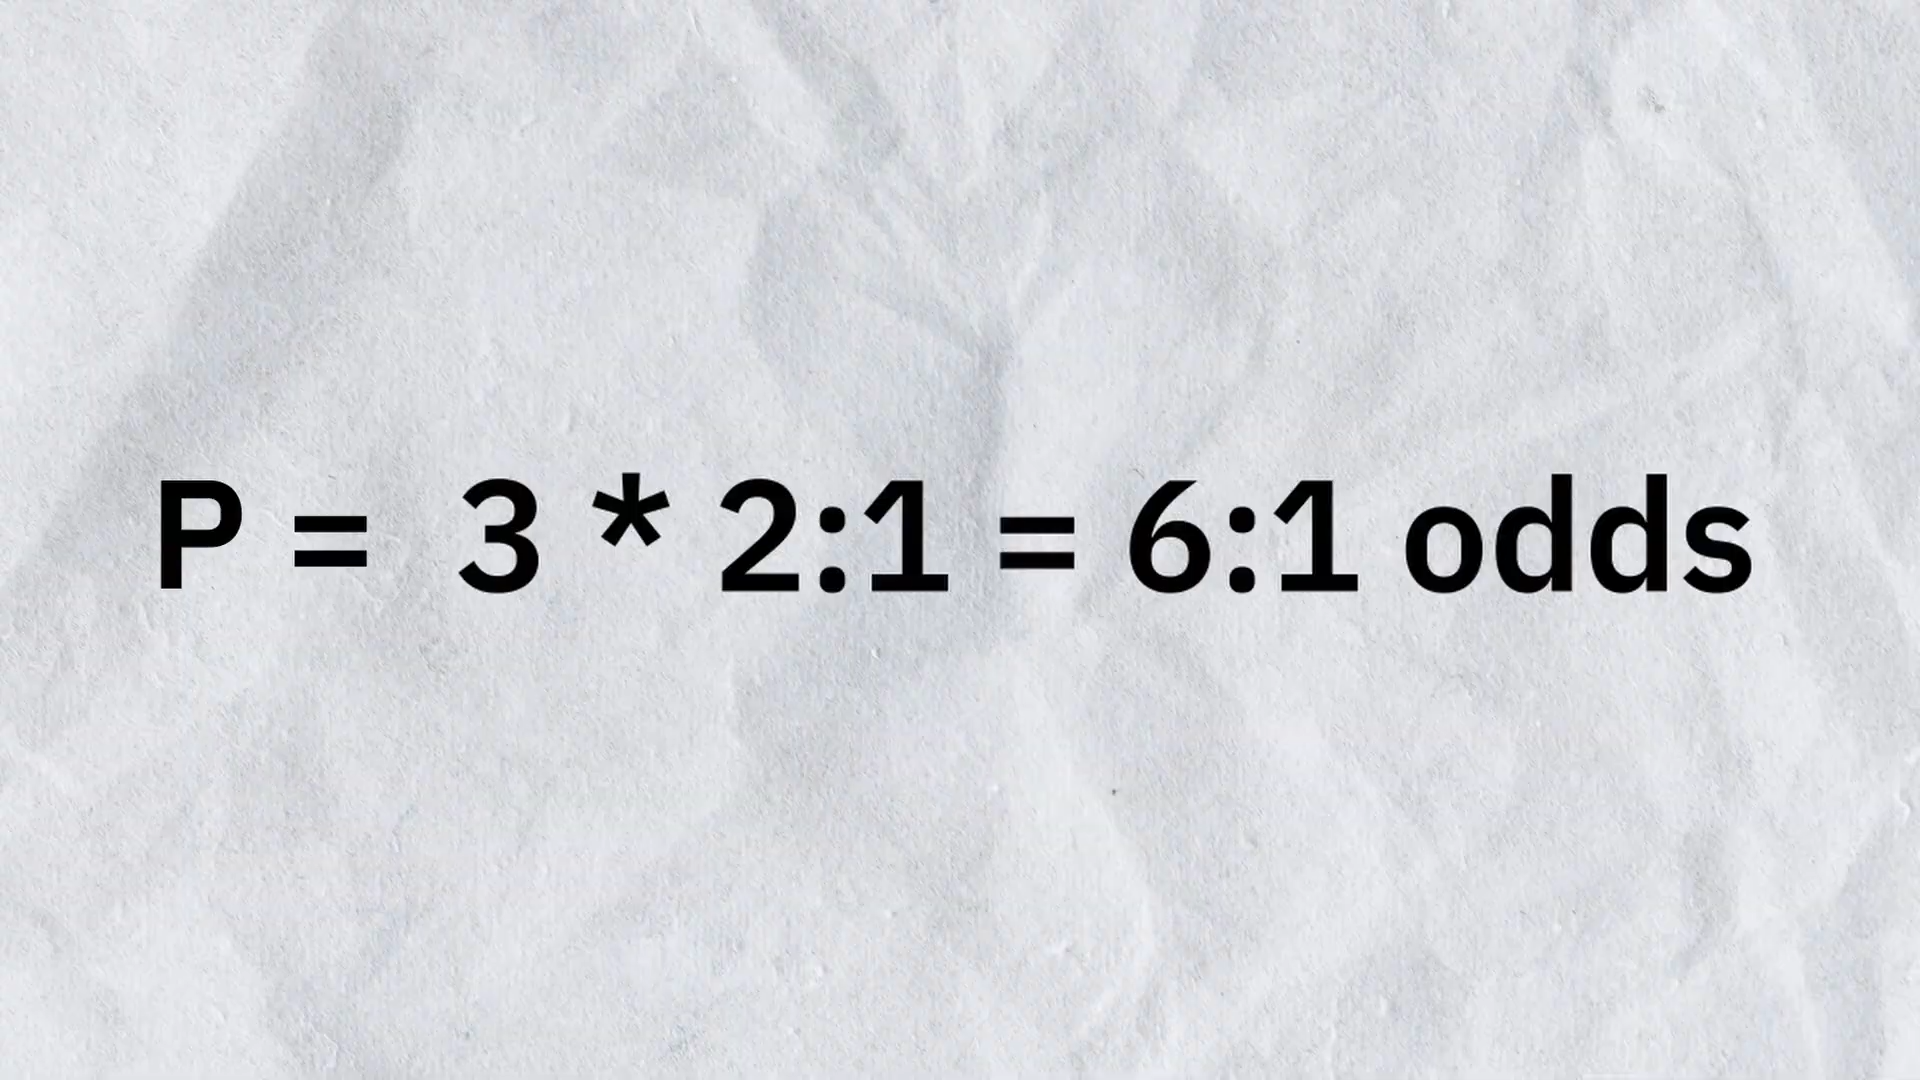 P = 3 * 2:1 = 6:1 odds